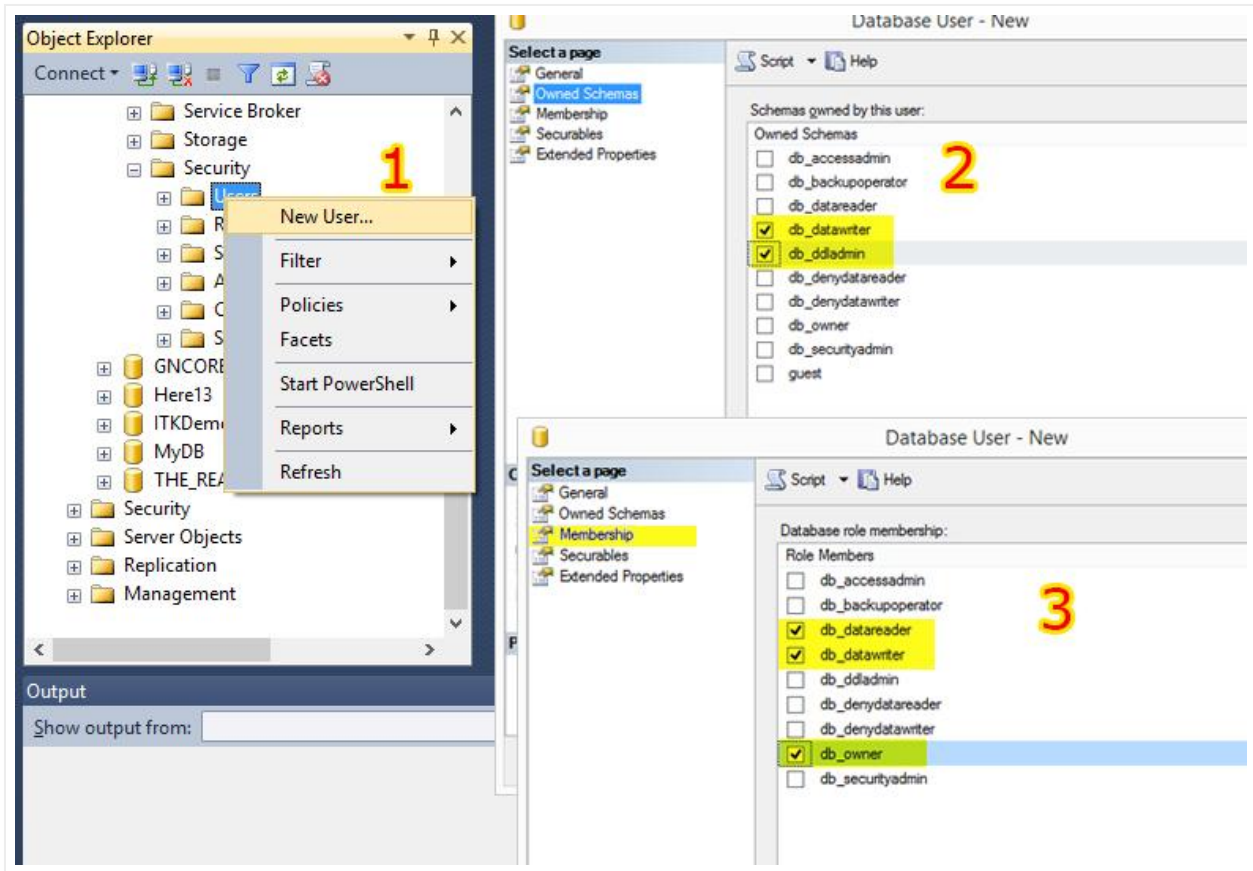 Object Explorer
Connect
Service Broker
Storage
Security
Users
New User...
R
S
Filter
A
C
Policies
S
Facets
GNCORE
Here13
Start PowerShell
ITKDem
Reports
MyDB
THE_REA
Refresh
Security
Server Objects
Replication
Management
1
Output
Show output from:
Database User - New
Select a page
Script Help
General
Owned Schemas
Membership
Securables
Extended Properties
Schemas owned by this user:
Owned Schemas
db_accessadmin
db_backupoperator
db_datareader
db_datawriter
db_ddladmin
db_denydatareader
db_denydatawriter
db_owner
db_securityadmin
guest
2
C
P
Database User - New
Select a page
Script Help
General
Owned Schemas
Membership
Securables
Extended Properties
Database role membership:
Role Members
db_accessadmin
db_backupoperator
db_datareader
db_datawriter
db_ddladmin
db_denydatareader
db_denydatawriter
db_owner
db_securityadmin
3